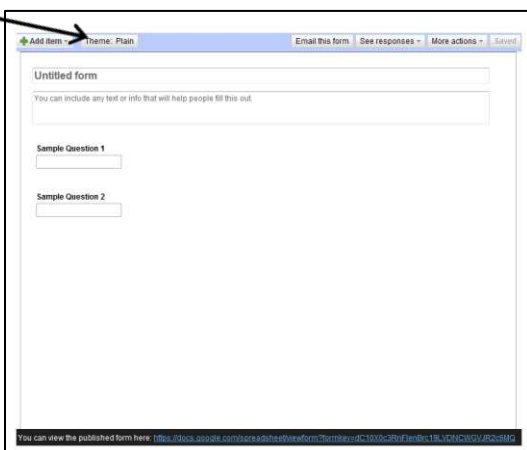 Add item Theme: Plain Email this form See responses More actions Saved
Untitled form
You can include any text or info that will help people fill this out.
Sample Question 1
Sample Question 2
You can view the published form here: